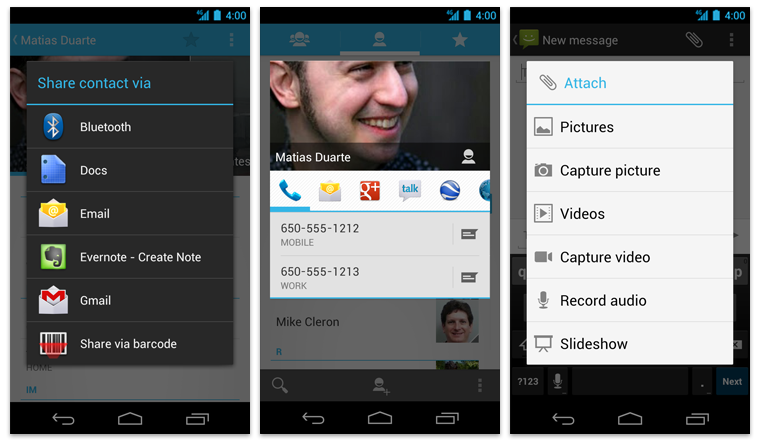 4G 4:00
Matias Duarte
Share contact via
Bluetooth
Docs
Email
Evernote - Create Note
Gmail
Share via barcode
HOME
IM
4G 4:00
Matias Duarte
talk
650-555-1212
MOBILE
650-555-1213
WORK
Mike Cleron
R
4G 4:00
New message
Attach
Pictures
Capture picture
Videos
Capture video
Record audio
Slideshow
q p
?123 . Next